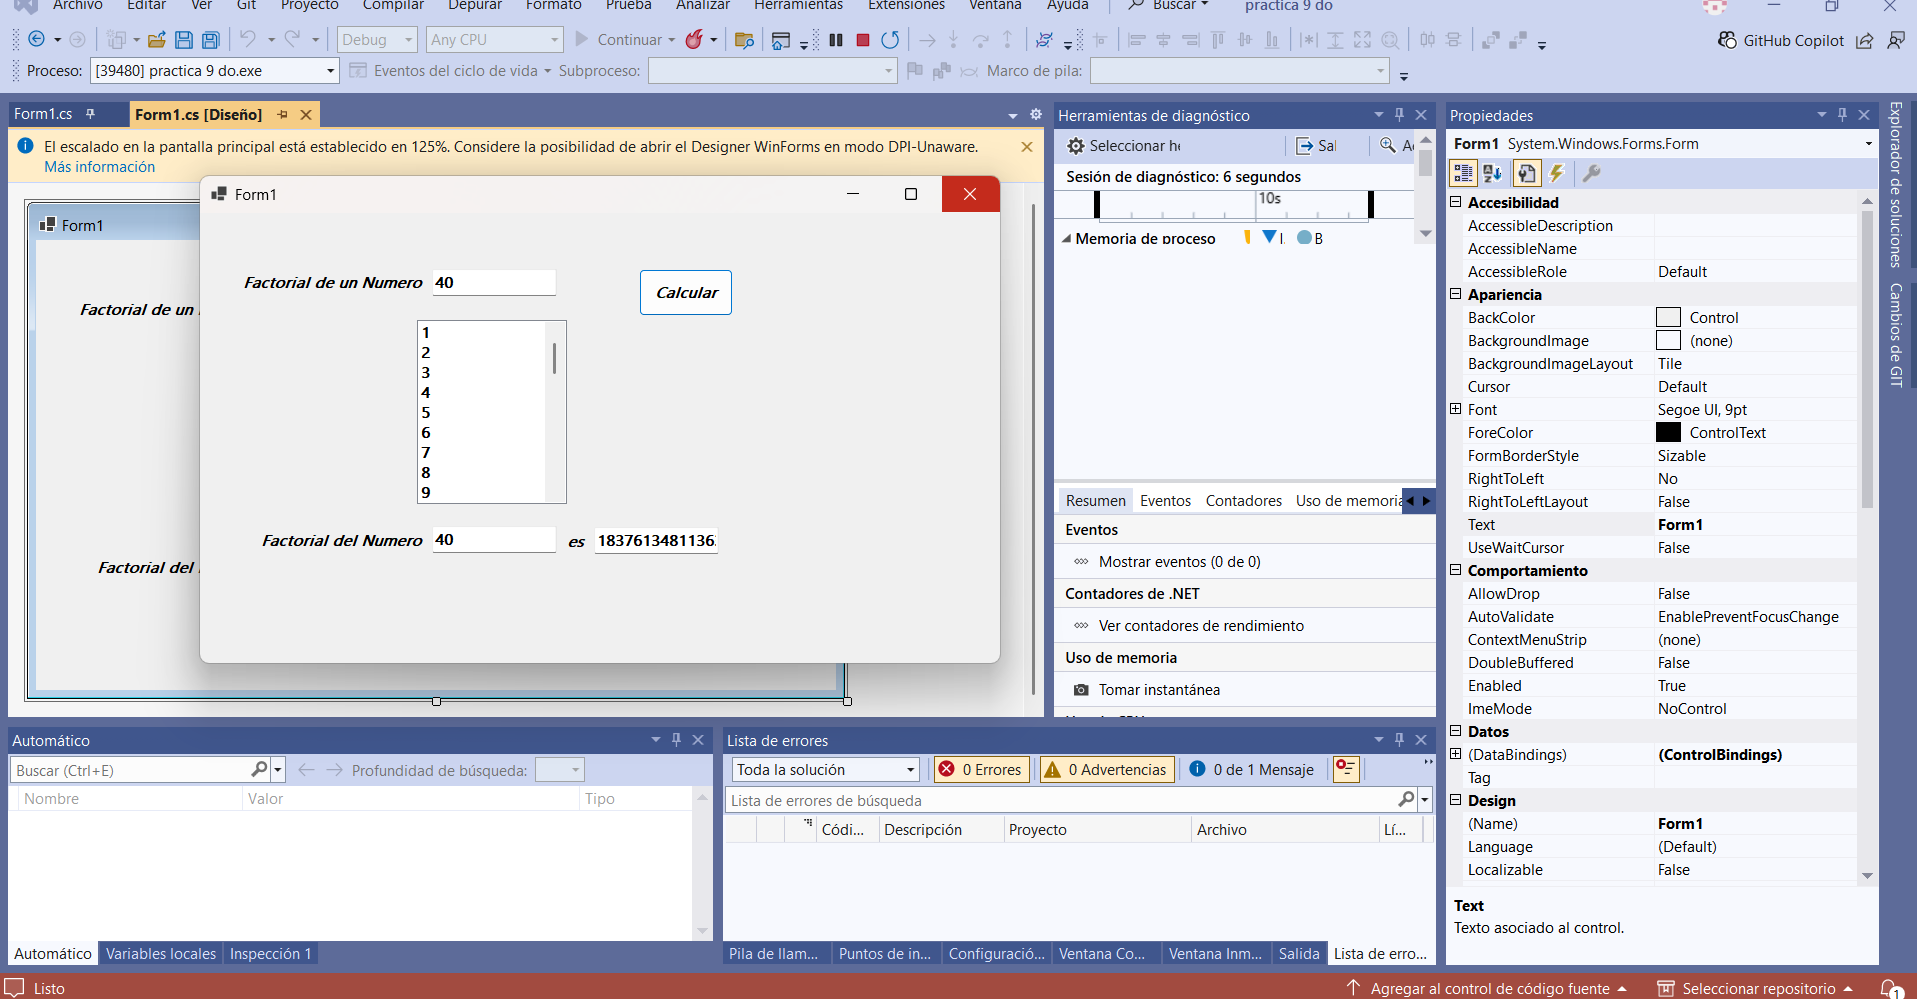 Archivo Editar Ver Git Proyecto Compilar Depurar Formato Prueba Analizar Herramientas Extensiones Ventana Ayuda Buscar practica 9 do
Debug Any CPU Continuar GitHub Copilot
Proceso: [39480] practica 9 do.exe Eventos del ciclo de vida Subproceso: Marco de pila:
Form1.cs Form1.cs [Diseño]
El escalado en la pantalla principal está establecido en 125%. Considere la posibilidad de abrir el Designer WinForms en modo DPI-Unaware.
Más información
Form1
Factorial de un
Factorial del
Form1
Factorial de un Numero 40 Calcular
1
2
3
4
5
6
7
8
9
Factorial del Numero 40 es 18376134811363
Herramientas de diagnóstico
Seleccionar he Sal
Sesión de diagnóstico: 6 segundos
10s
Memoria de proceso I. B
Resumen Eventos Contadores Uso de memoria
Eventos
Mostrar eventos (0 de 0)
Contadores de .NET
Ver contadores de rendimiento
Uso de memoria
Tomar instantánea
Propiedades
Form1 System.Windows.Forms.Form
Accesibilidad
AccessibleDescription
AccessibleName
AccessibleRole Default
Apariencia
BackColor Control
BackgroundImage (none)
BackgroundImageLayout Tile
Cursor Default
Font Segoe UI, 9pt
ForeColor ControlText
FormBorderStyle Sizable
RightToLeft No
RightToLeftLayout False
Text Form1
UseWaitCursor False
Comportamiento
AllowDrop False
AutoValidate EnablePreventFocusChange
ContextMenuStrip (none)
DoubleBuffered False
Enabled True
ImeMode NoControl
Datos
(DataBindings) (ControlBindings)
Tag
Design
(Name) Form1
Language (Default)
Localizable False
Text
Texto asociado al control.
Explorador de soluciones
Cambios de GIT
Automático
Buscar (Ctrl+E) Profundidad de búsqueda:
Nombre Valor Tipo
Automático Variables locales Inspección 1
Lista de errores
Toda la solución 0 Errores 0 Advertencias 0 de 1 Mensaje
Lista de errores de búsqueda
Códi... Descripción Proyecto Archivo Lí...
Pila de llam... Puntos de in... Configuració... Ventana Co... Ventana Inm... Salida Lista de erro...
Listo Agregar al control de código fuente Seleccionar repositorio 1